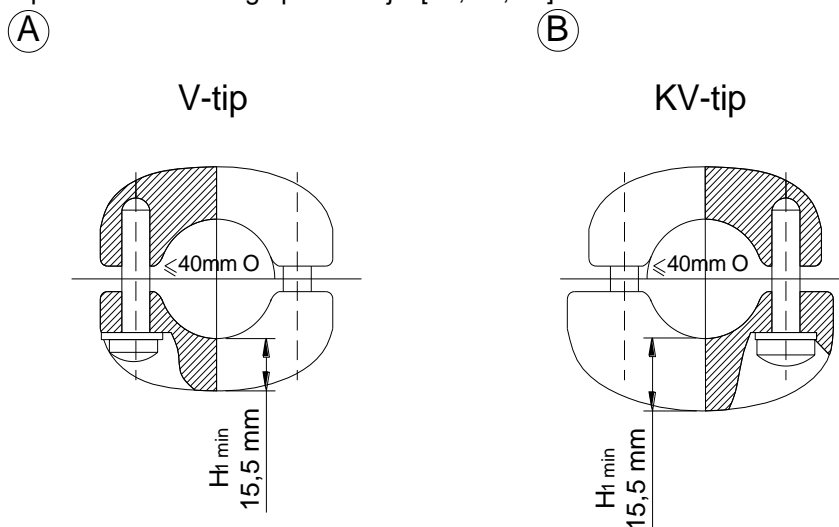 A
B
V-tip
KV-tip
≤40mm O
≤40mm O
H1 min
15,5 mm
H1 min
15,5 mm